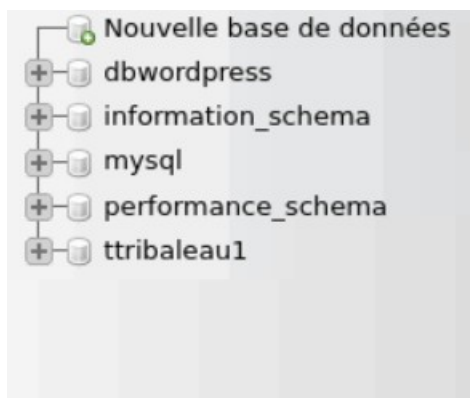 Nouvelle base de données
dbwordpress
information_schema
mysql
performance_schema
ttribaleau1